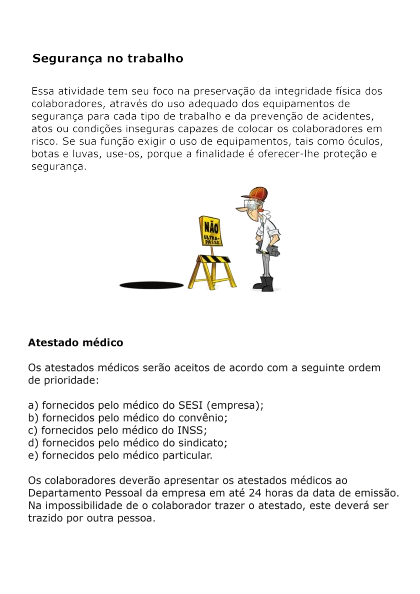 Segurança no trabalho
Essa atividade tem seu foco na preservação da integridade física dos
colaboradores, através do uso adequado dos equipamentos de
segurança para cada tipo de trabalho e da prevenção de acidentes,
atos ou condições inseguras capazes de colocar os colaboradores em
risco. Se sua função exigir o uso de equipamentos, tais como óculos,
botas e luvas, use-os, porque a finalidade é oferecer-lhe proteção e
segurança.
NÃO
ULTRA-
PASSE
Atestado médico
Os atestados médicos serão aceitos de acordo com a seguinte ordem
de prioridade:
a) fornecidos pelo médico do SESI (empresa);
b) fornecidos pelo médico do convênio;
c) fornecidos pelo médico do INSS;
d) fornecidos pelo médico do sindicato;
e) fornecidos pelo médico particular.
Os colaboradores deverão apresentar os atestados médicos ao
Departamento Pessoal da empresa em até 24 horas da data de emissão.
Na impossibilidade de o colaborador trazer o atestado, este deverá ser
trazido por outra pessoa.